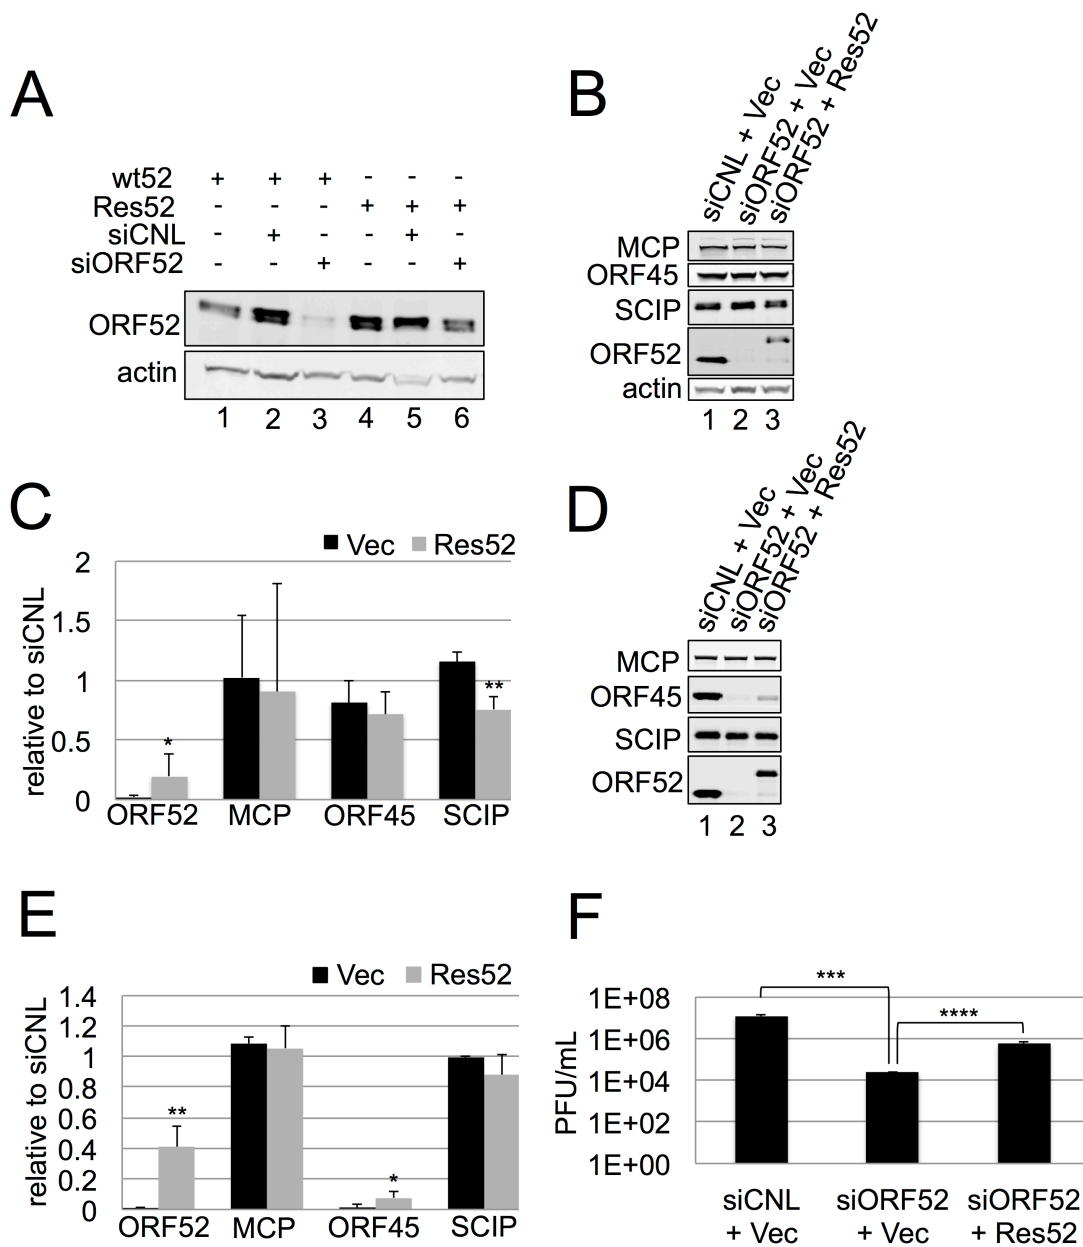 A
wt52 + + + - - -
Res52 - - - + + +
siCNL - + - - + -
siORF52 - - + - - +
ORF52
actin
1 2 3 4 5 6
B
siCNL + Vec
siORF52 + Vec
siORF52 + Res52
MCP
ORF45
SCIP
ORF52
actin
1 2 3
C
Vec Res52
relative to siCNL
2
1.5
1
0.5
0
*
**
ORF52 MCP ORF45 SCIP
D
siCNL + Vec
siORF52 + Vec
siORF52 + Res52
MCP
ORF45
SCIP
ORF52
1 2 3
E
Vec Res52
relative to siCNL
1.4
1.2
1
0.8
0.6
0.4
0.2
0
**
*
ORF52 MCP ORF45 SCIP
F
***
****
PFU/mL
1E+08
1E+06
1E+04
1E+02
1E+00
siCNL siORF52 siORF52
+ Vec + Vec + Res52